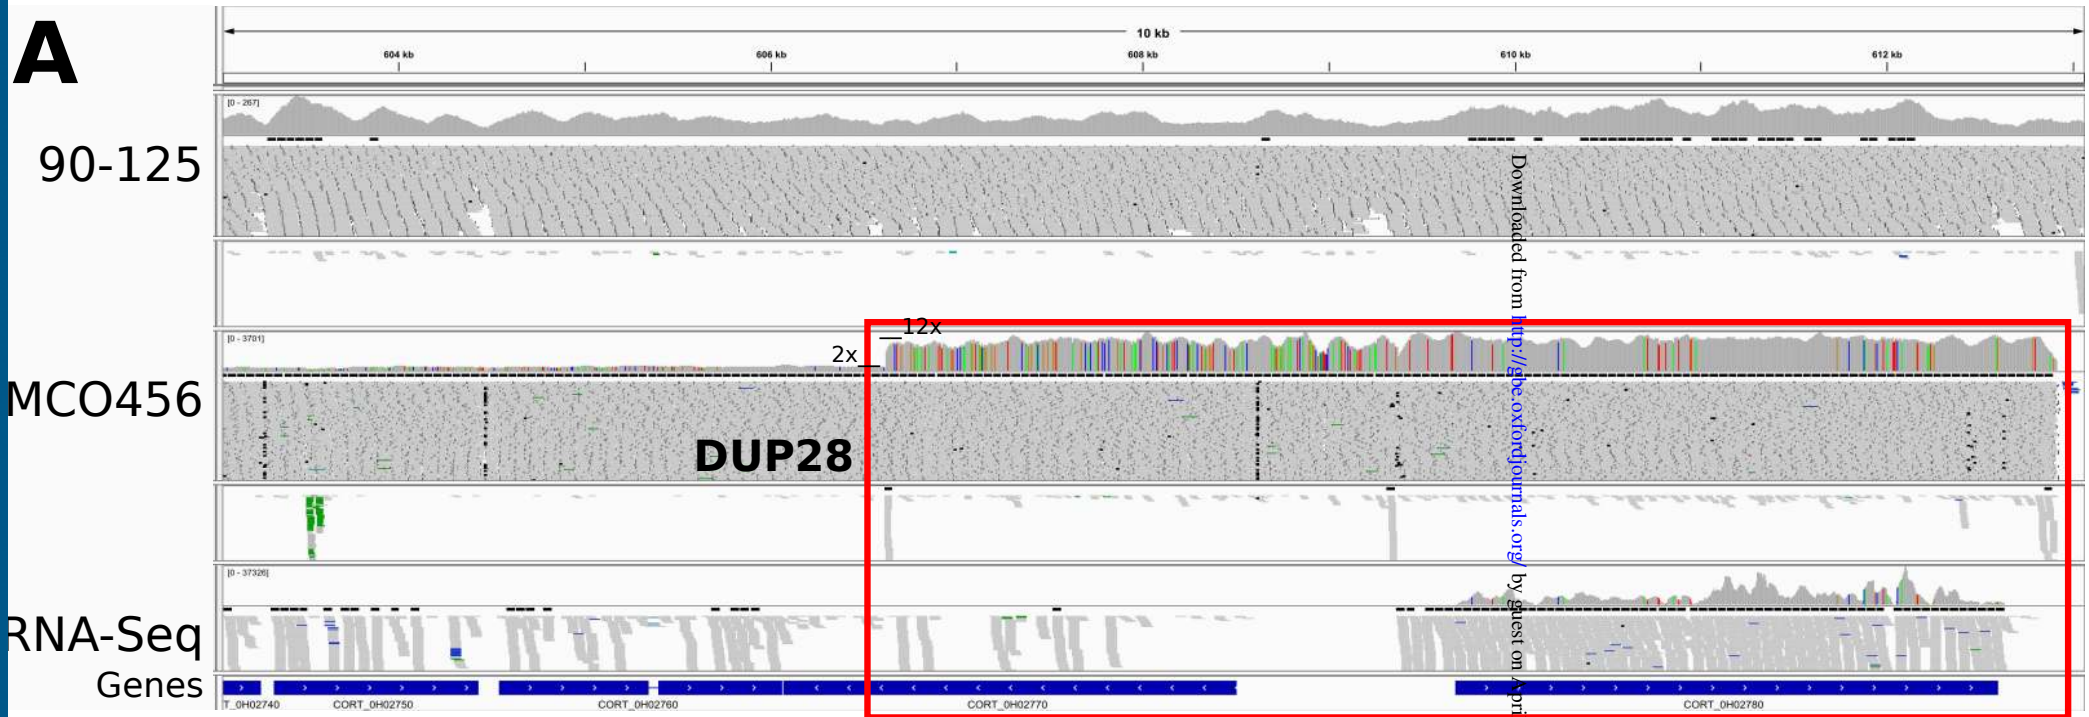 A
10 kb
604 kb 606 kb 608 kb 610 kb 612 kb
[0 - 267]
90-125
Downloaded from http://gbe.oxfordjournals.org/ by guest on Apri
12x
[0 - 3701]
2x
MCO456
DUP28
[0 - 37326]
RNA-Seq
Genes
T_0H02740 CORT_0H02750 CORT_0H02760 CORT_0H02770 CORT_0H02780